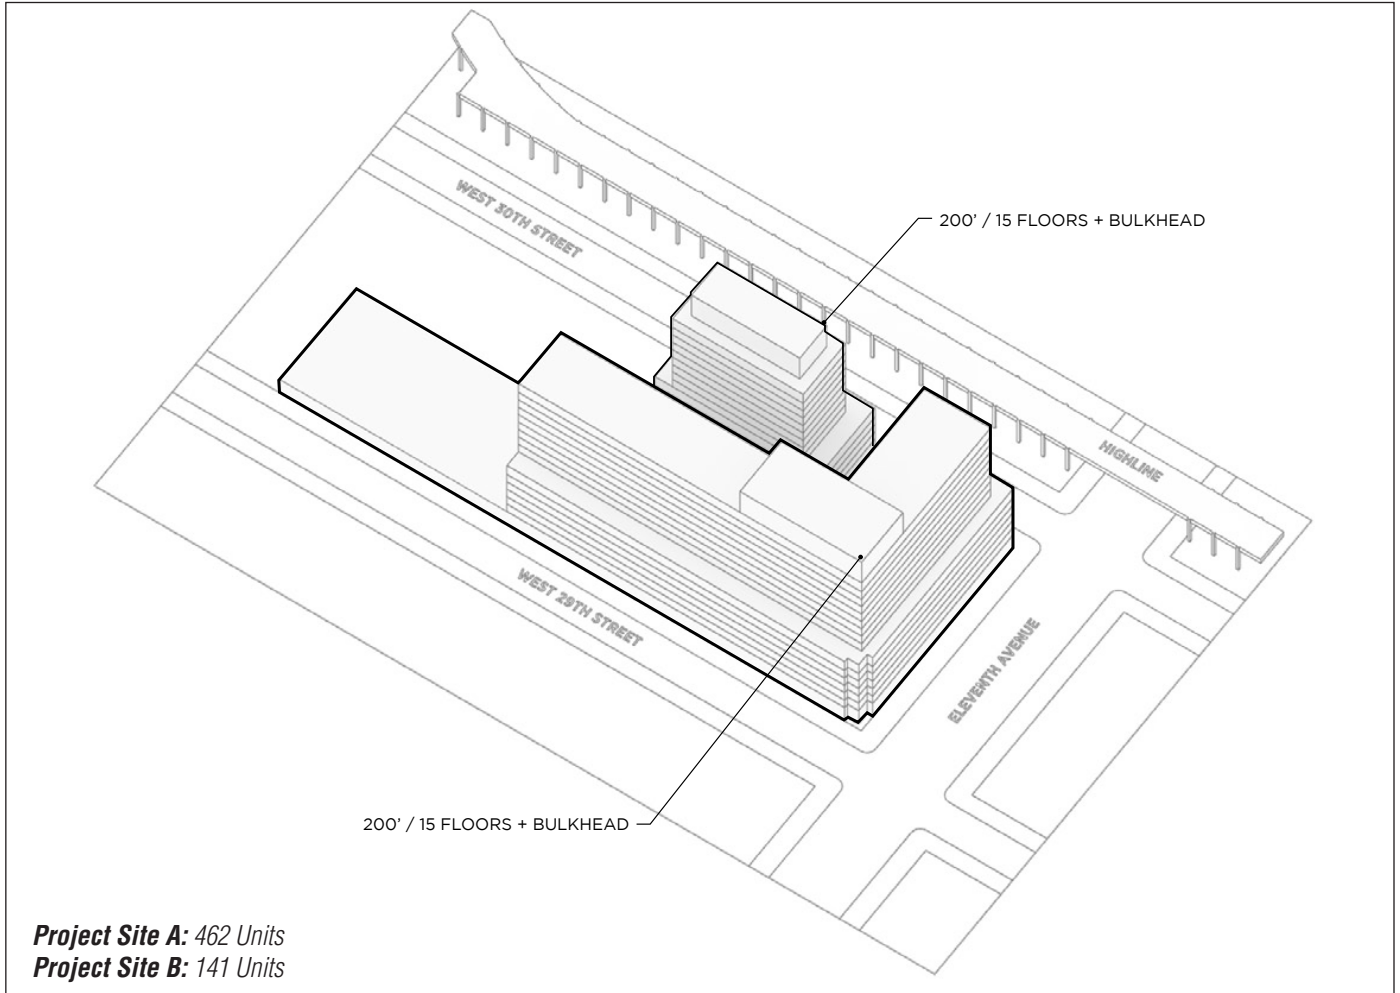 WEST 30TH STREET
200' / 15 FLOORS + BULKHEAD
HIGHLINE
WEST 29TH STREET
ELEVENTH AVENUE
200' / 15 FLOORS + BULKHEAD
Project Site A: 462 Units
Project Site B: 141 Units